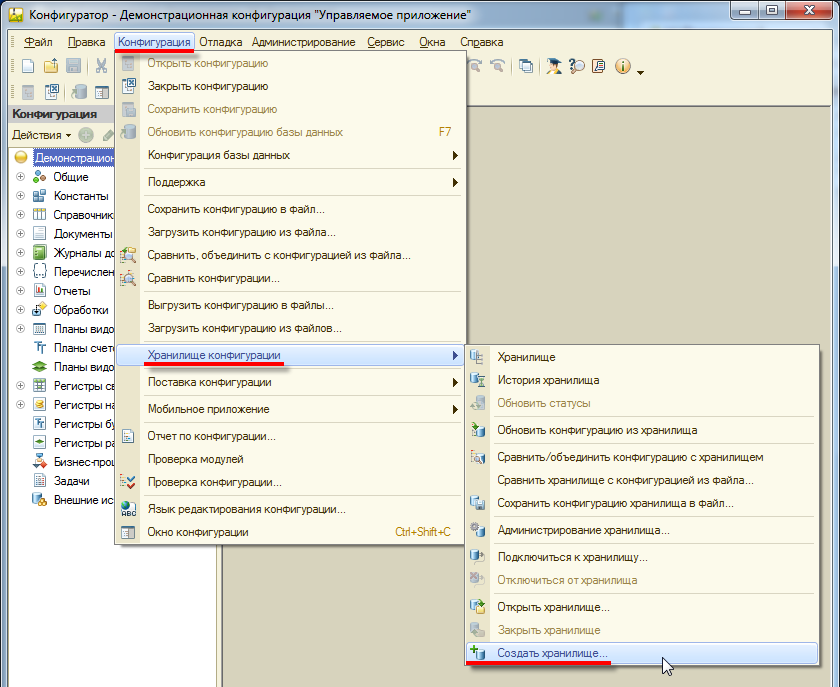 Конфигуратор - Демонстрационная конфигурация "Управляемое приложение"
Файл Правка Конфигурация Отладка Администрирование Сервис Окна Справка
Конфигурация
Действия
Демонстрацион
Общие
Константы
Справочник
Документы
Журналы до
Перечислен
Отчеты
Обработки
Планы видо
Планы счето
Планы видо
Регистры св
Регистры на
Регистры бу
Регистры ра
Бизнес-проц
Задачи
Внешние ис
Открыть конфигурацию
Закрыть конфигурацию
Сохранить конфигурацию
Обновить конфигурацию базы данных F7
Конфигурация базы данных
Поддержка
Сохранить конфигурацию в файл...
Загрузить конфигурацию из файла...
Сравнить, объединить с конфигурацией из файла...
Сравнить конфигурации...
Выгрузить конфигурацию в файлы...
Загрузить конфигурацию из файлов...
Хранилище конфигурации
Поставка конфигурации
Мобильное приложение
Отчет по конфигурации...
Проверка модулей
Проверка конфигурации...
Язык редактирования конфигурации...
Окно конфигурации Ctrl+Shift+C
Хранилище
История хранилища
Обновить статусы
Обновить конфигурацию из хранилища
Сравнить/объединить конфигурацию с хранилищем
Сравнить хранилище с конфигурацией из файла...
Сохранить конфигурацию хранилища в файл...
Администрирование хранилища...
Подключиться к хранилищу...
Отключиться от хранилища
Открыть хранилище...
Закрыть хранилище
Создать хранилище...